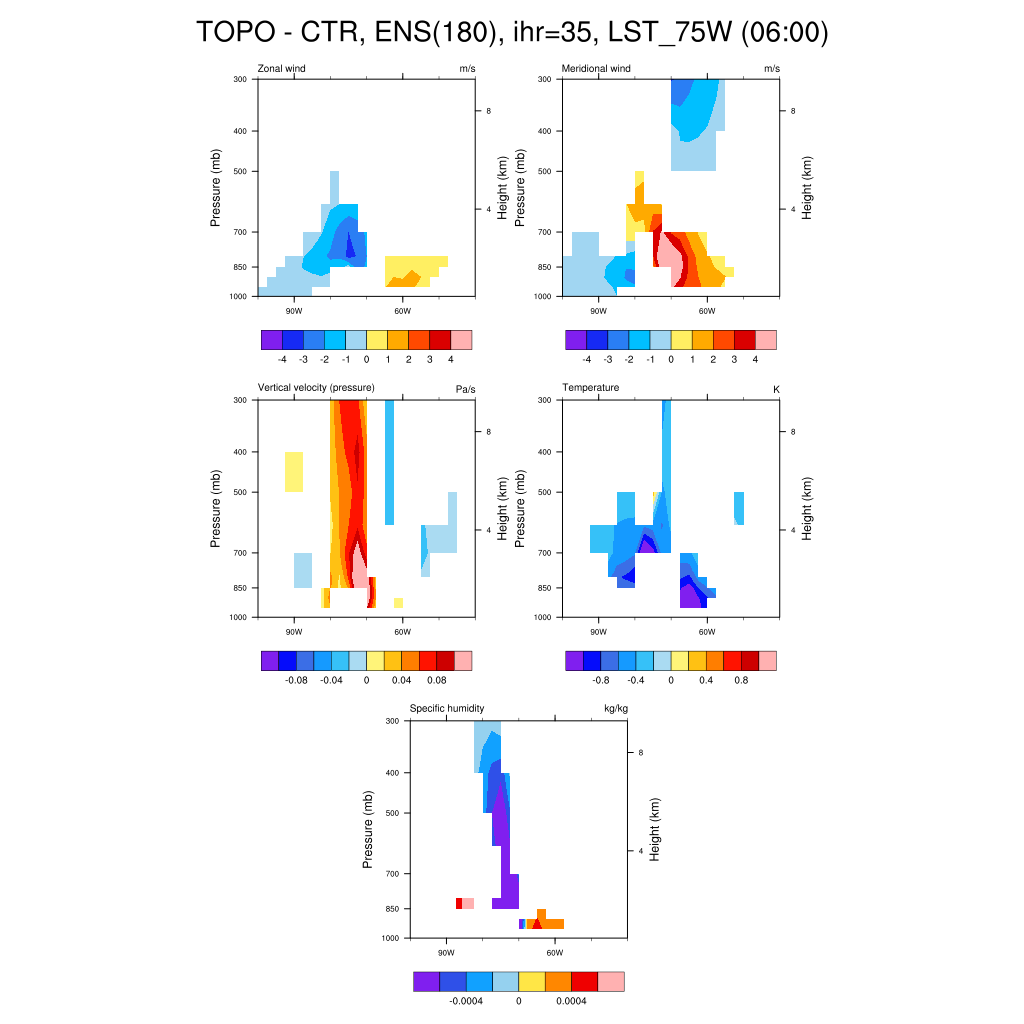 TOPO - CTR, ENS(180), ihr=35, LST_75W (06:00)
Zonal wind m/s
Pressure (mb)
300
400
500
700
850
1000
90W 60W
8
4
Height (km)
-4 -3 -2 -1 0 1 2 3 4
Meridional wind m/s
Pressure (mb)
300
400
500
700
850
1000
90W 60W
8
4
Height (km)
-4 -3 -2 -1 0 1 2 3 4
Vertical velocity (pressure) Pa/s
Pressure (mb)
300
400
500
700
850
1000
90W 60W
8
4
Height (km)
-0.08 -0.04 0 0.04 0.08
Temperature K
Pressure (mb)
300
400
500
700
850
1000
90W 60W
8
4
Height (km)
-0.8 -0.4 0 0.4 0.8
Specific humidity kg/kg
Pressure (mb)
300
400
500
700
850
1000
90W 60W
8
4
Height (km)
-0.0004 0 0.0004